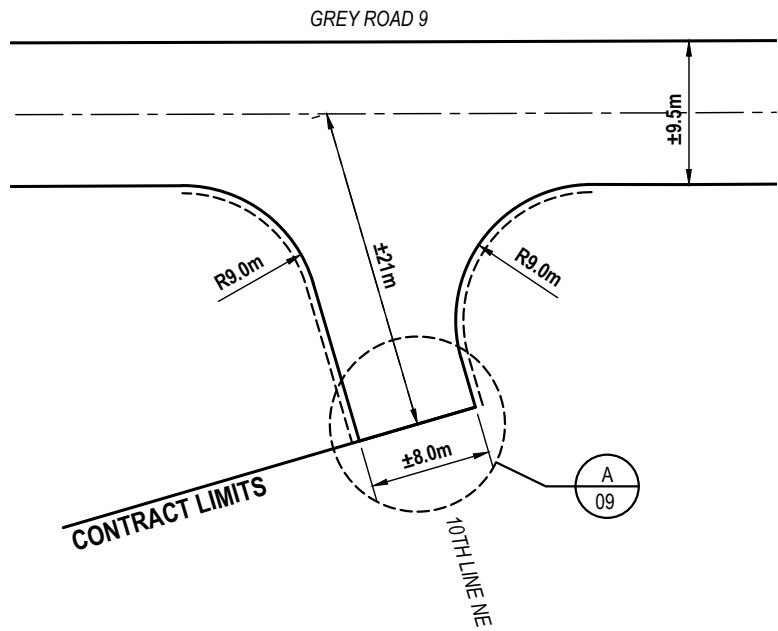 GREY ROAD 9
±9.5m
±21m
R9.0m
R9.0m
±8.0m
CONTRACT LIMITS
A
09
10TH LINE NE